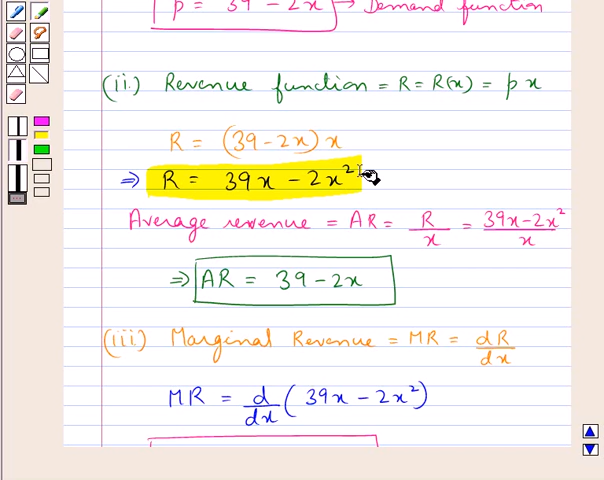 p = 39 - 2x → Demand function
(ii.) Revenue function = R = R(x) = px
R = (39-2x)x
⇒ R = 39x - 2x²
Average revenue = AR = R/x = 39x-2x²/x
⇒ AR = 39-2x
(iii.) Marginal Revenue = MR = dR/dx
MR = d/dx (39x - 2x²)